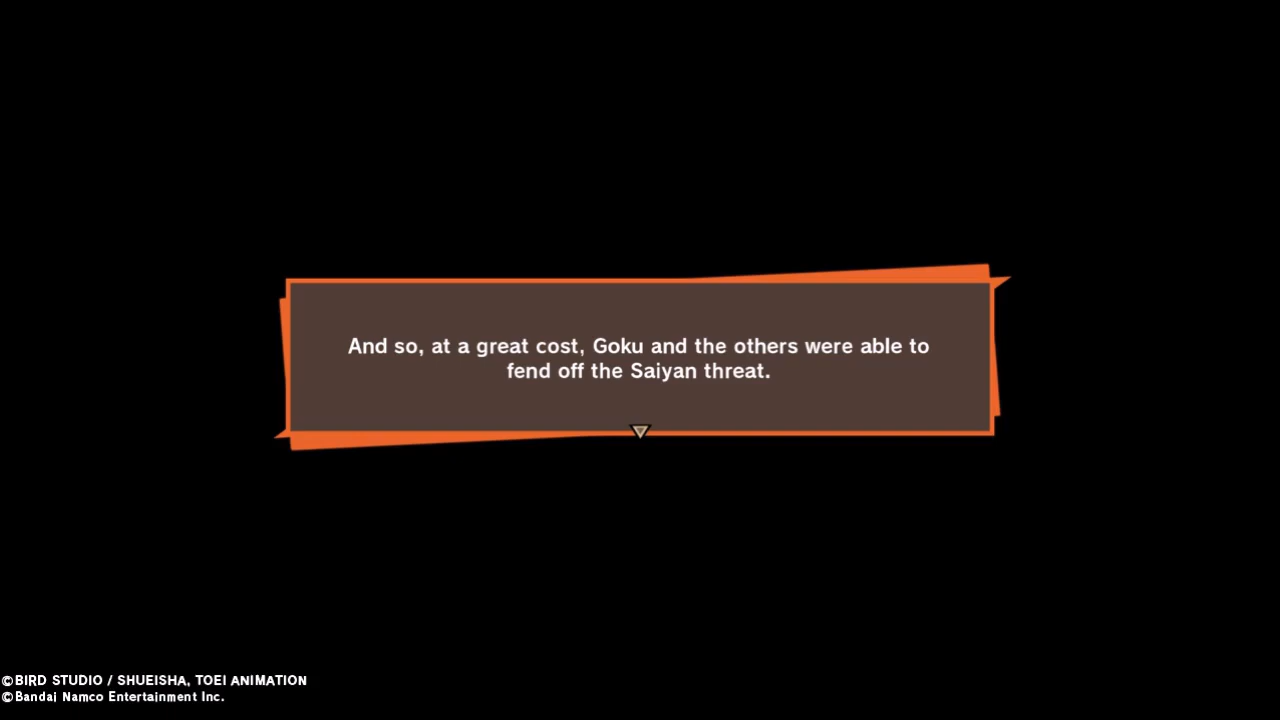 And so, at a great cost, Goku and the others were able to
fend off the Saiyan threat.
©BIRD STUDIO / SHUEISHA, TOEI ANIMATION
©Bandai Namco Entertainment Inc.